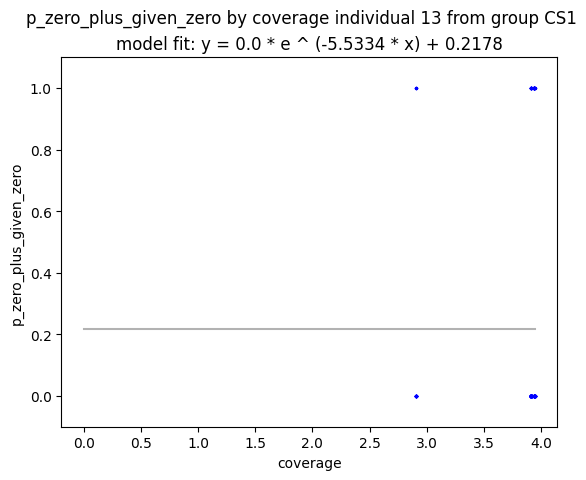 p_zero_plus_given_zero by coverage individual 13 from group CS1
model fit: y = 0.0 * e ^ (-5.5334 * x) + 0.2178
1.0
0.8
0.6
0.4
0.2
0.0
p_zero_plus_given_zero
0.0 0.5 1.0 1.5 2.0 2.5 3.0 3.5 4.0
coverage